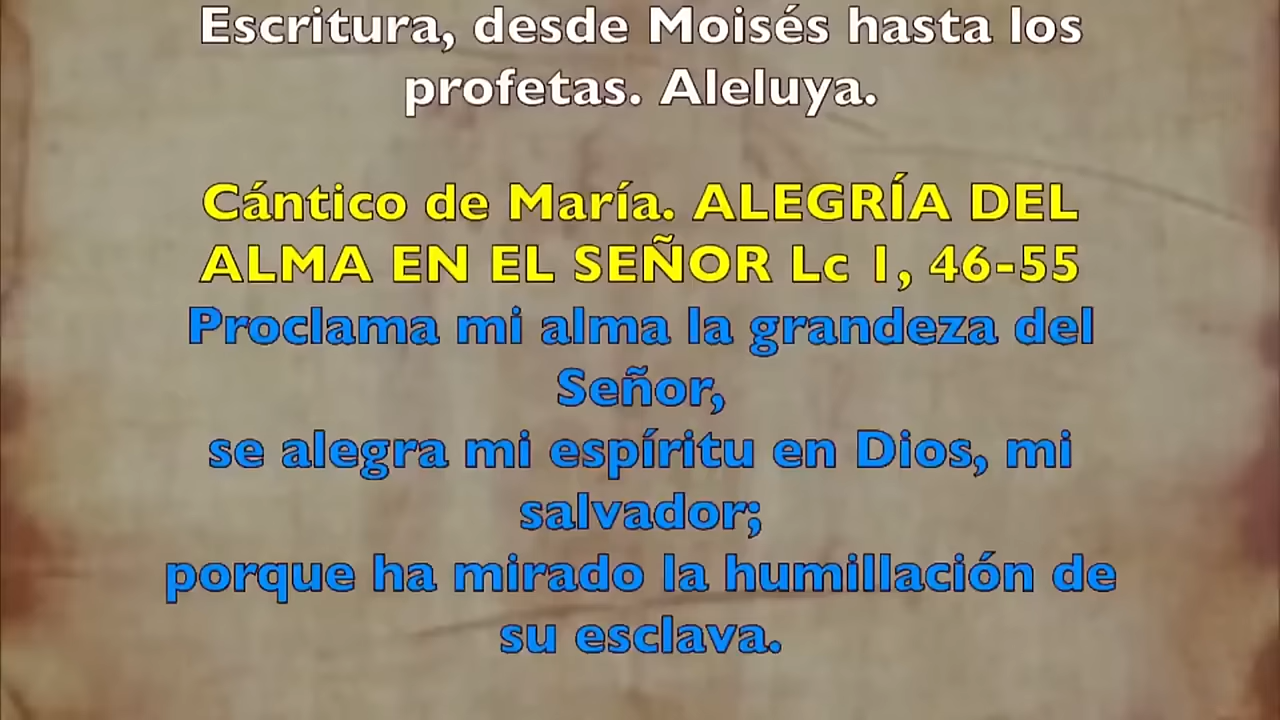 Escritura, desde Moisés hasta los
profetas. Aleluya.
Cántico de María. ALEGRÍA DEL
ALMA EN EL SEÑOR Lc 1, 46-55
Proclama mi alma la grandeza del
Señor,
se alegra mi espíritu en Dios, mi
salvador;
porque ha mirado la humillación de
su esclava.